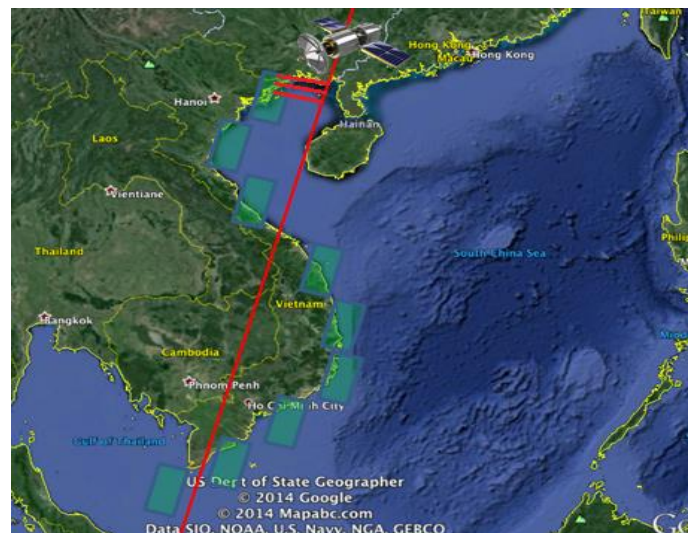 Taiwan
Hong Kong
Macau
Hong Kong
Hanoi
Hainan
Laos
Vientiane
Thailand
South China Sea
Vietnam
Bangkok
Cambodia
Phnom Penh
Ho Chi Minh City
Gulf of Thailand
US Dept of State Geographer
© 2014 Google
© 2014 Mapabc.com
Data SIO, NOAA, U.S. Navy, NGA, GEBCO